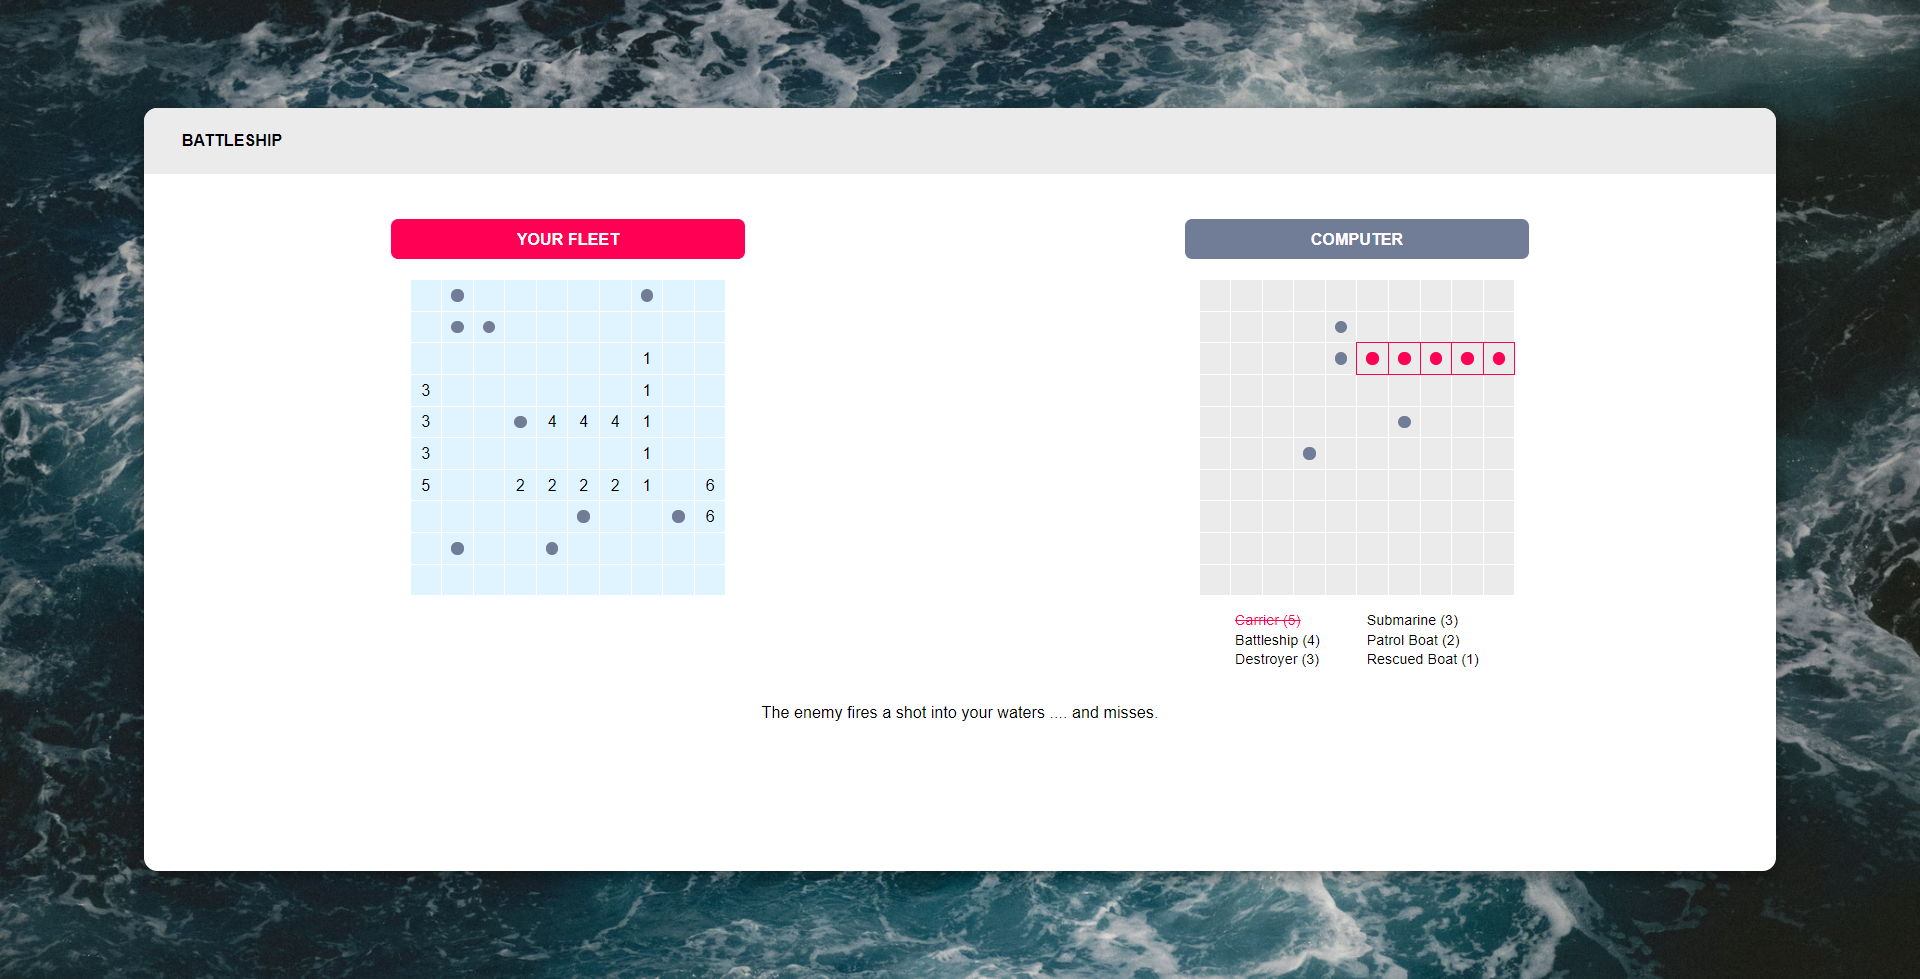 BATTLESHIP
YOUR FLEET
COMPUTER
1
3 1
3 4 4 4 1
3 1
5 2 2 2 2 1 6
6
Carrier (5) Submarine (3)
Battleship (4) Patrol Boat (2)
Destroyer (3) Rescued Boat (1)
The enemy fires a shot into your waters .... and misses.